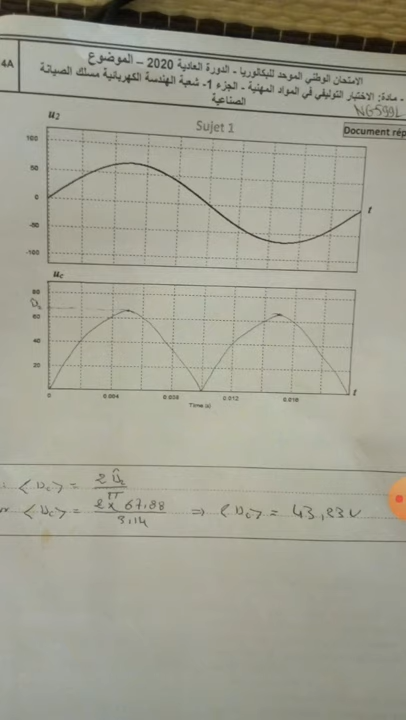 4A
الامتحان الوطني الموحد للبكالوريا - الدورة العادية 2020 – الموضوع
- مادة: الاختبار التوليفي في المواد المهنية - الجزء 1- شعبة الهندسة الكهربائية مسلك الصيانة
الصناعية
Sujet 1
Document rép
u₂
100
50
0
-50
-100
t
uc
80
60
40
20
0
0.004
0.008
0.012
0.016
Time (s)
t
: <Uc> = 2Ûc / π
<Uc> = 2 x 67,88 / 3,14 => <Uc> = 43,23 V